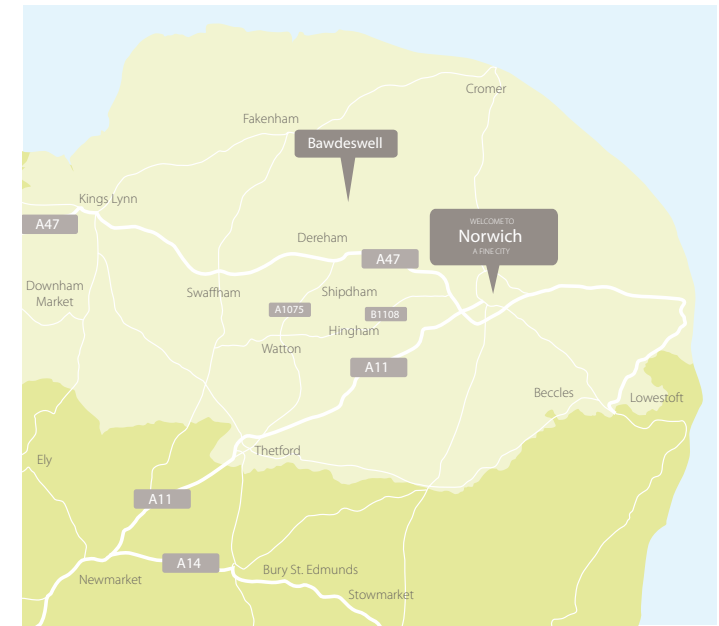 Cromer
Fakenham
Bawdeswell
Kings Lynn
A47
WELCOME TO
Norwich
A FINE CITY
Dereham
A47
Downham
Market
Swaffham
Shipdham
A1075
B1108
Hingham
Watton
A11
Beccles
Lowestoft
Thetford
Ely
A11
A14
Newmarket
Bury St. Edmunds
Stowmarket